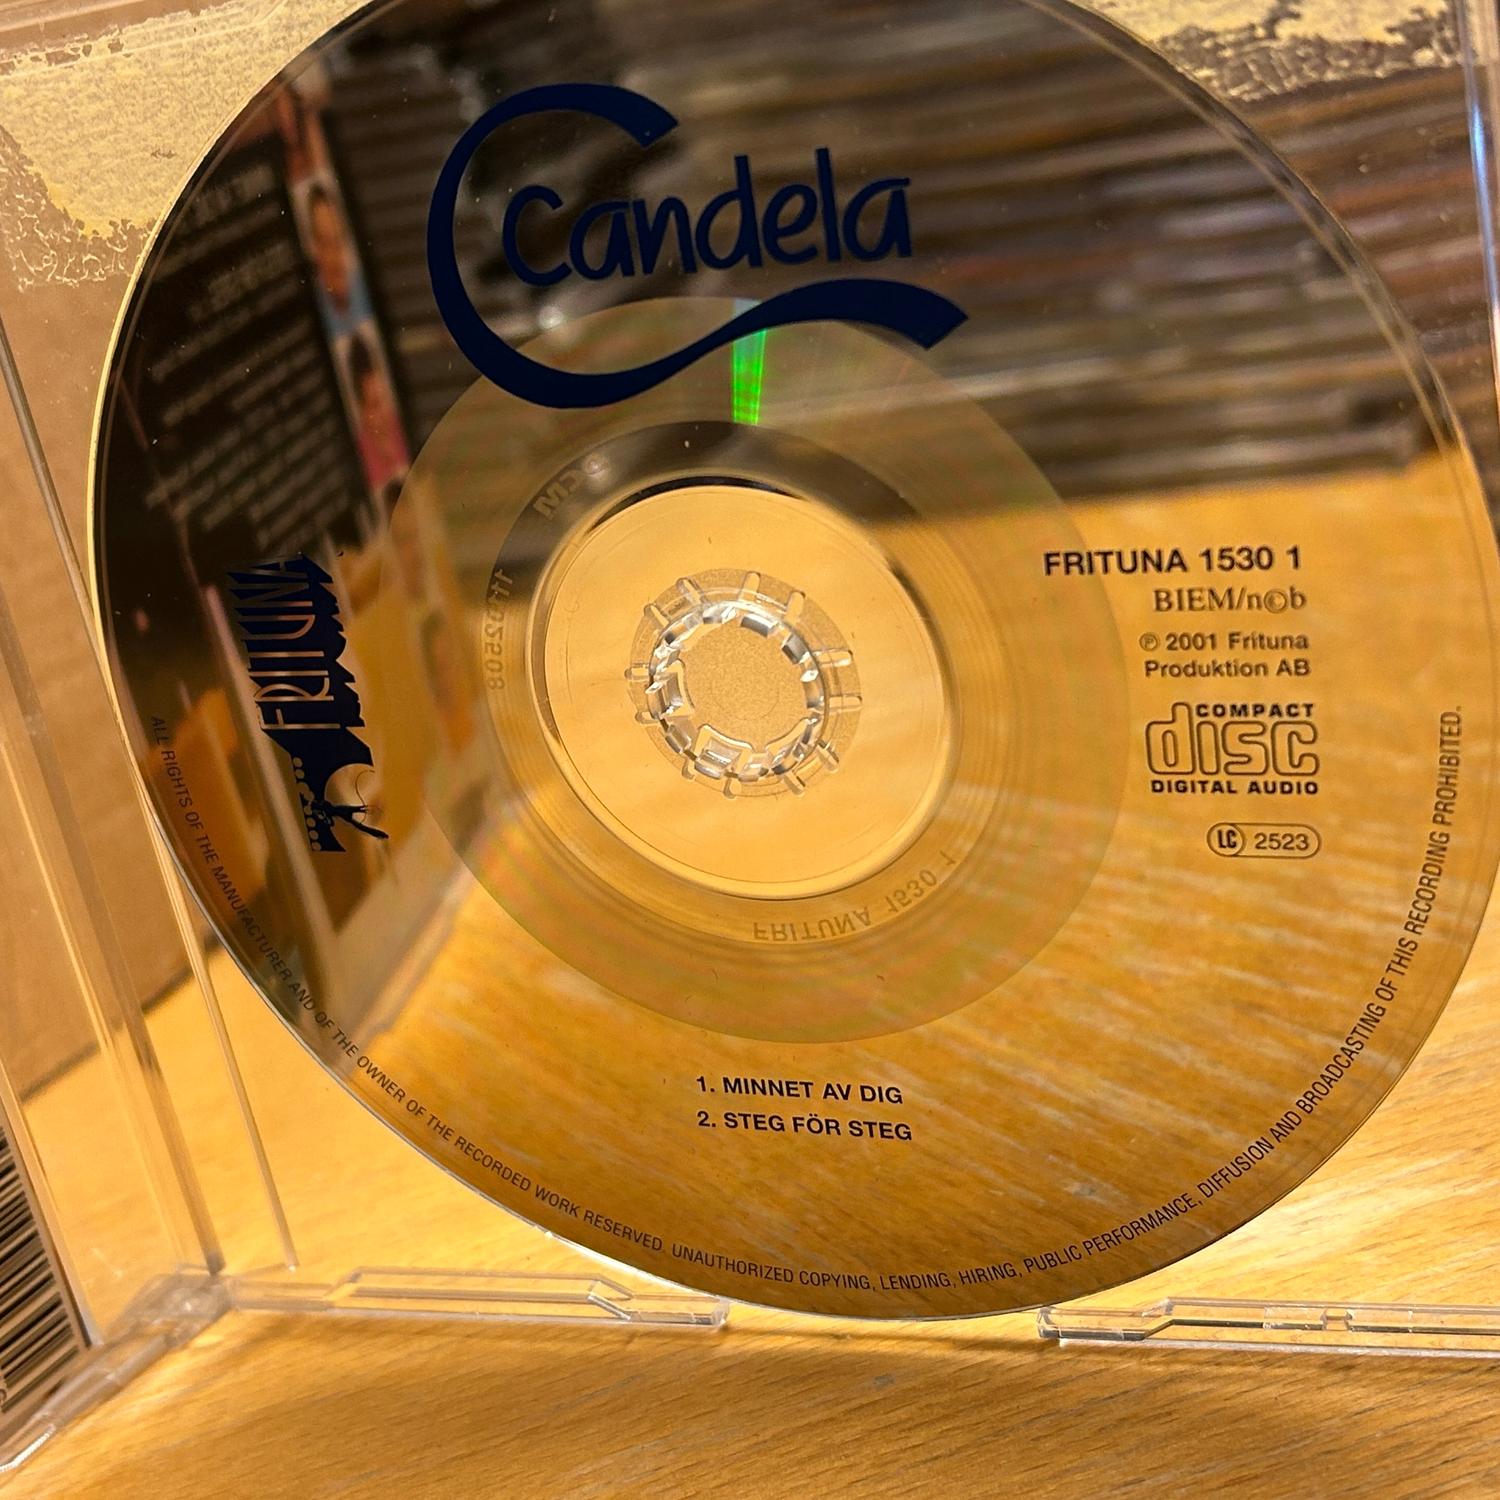 Candela
FRITUNA 1530 1
BIEM/n©b
℗ 2001 Frituna
Produktion AB
COMPACT
disc
DIGITAL AUDIO
LC 2523
FRITUNA
FRITUNA 1530 1
1. MINNET AV DIG
2. STEG FÖR STEG
ALL RIGHTS OF THE MANUFACTURER AND OF THE OWNER OF THE RECORDED WORK RESERVED. UNAUTHORIZED COPYING, LENDING, HIRING, PUBLIC PERFORMANCE, DIFFUSION AND BROADCASTING OF THIS RECORDING PROHIBITED.